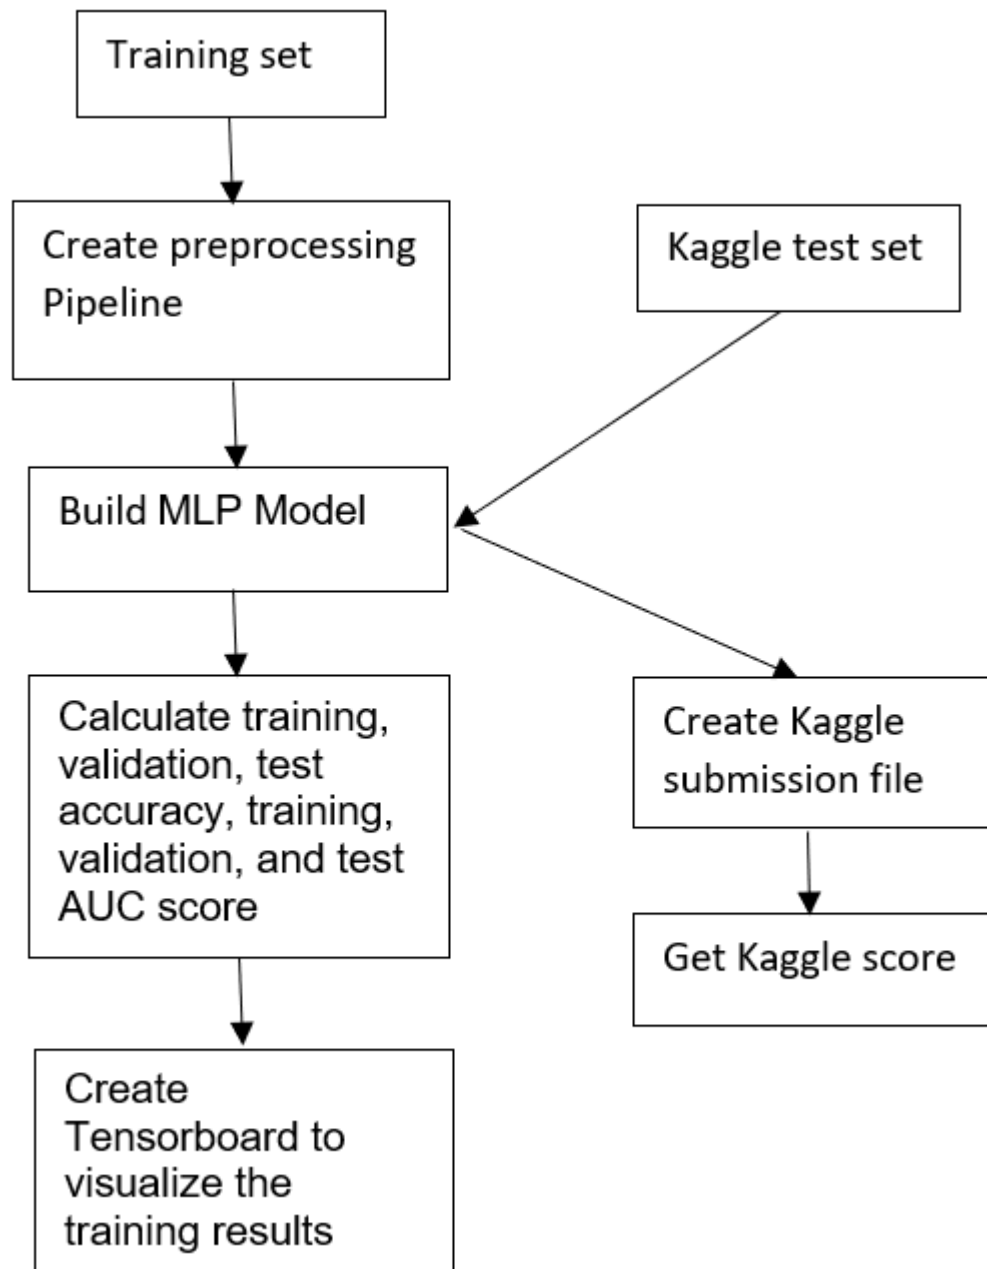 Training set
Create preprocessing
Pipeline
Kaggle test set
Build MLP Model
Calculate training,
validation, test
accuracy, training,
validation, and test
AUC score
Create Kaggle
submission file
Get Kaggle score
Create
Tensorboard to
visualize the
training results